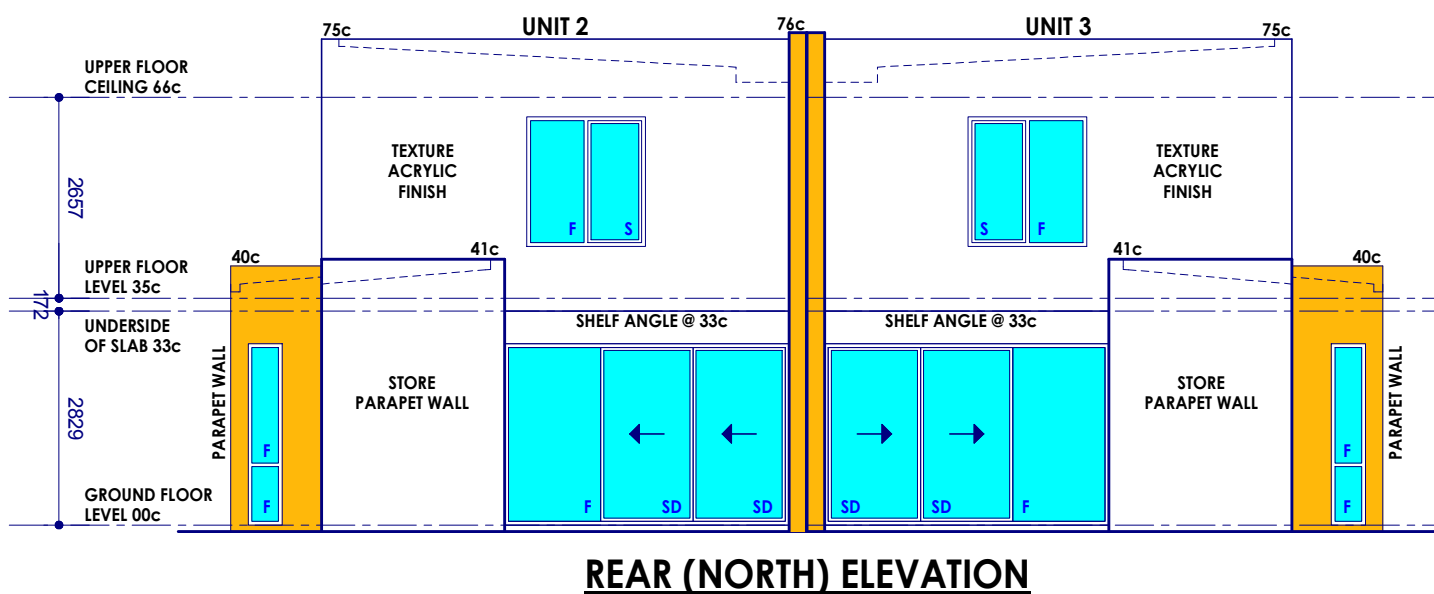 UNIT 2
UNIT 3
75c
76c
75c
UPPER FLOOR
CEILING 66c
TEXTURE
ACRYLIC
FINISH
TEXTURE
ACRYLIC
FINISH
2657
F
S
S
F
40c
41c
41c
40c
UPPER FLOOR
LEVEL 35c
172
UNDERSIDE
OF SLAB 33c
SHELF ANGLE @ 33c
SHELF ANGLE @ 33c
PARAPET WALL
STORE
PARAPET WALL
STORE
PARAPET WALL
PARAPET WALL
2829
F
F
GROUND FLOOR
LEVEL 00c
F
F
SD
SD
SD
SD
F
F
REAR (NORTH) ELEVATION